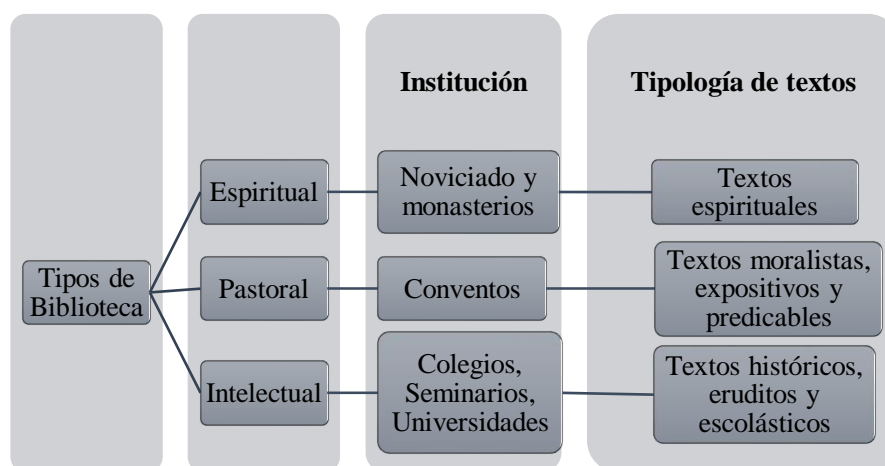 Institución
Tipología de textos
Tipos de
Biblioteca
Espiritual
Noviciado y
monasterios
Textos
espirituales
Pastoral
Conventos
Textos moralistas,
expositivos y
predicables
Intelectual
Colegios,
Seminarios,
Universidades
Textos históricos,
eruditos y
escolásticos